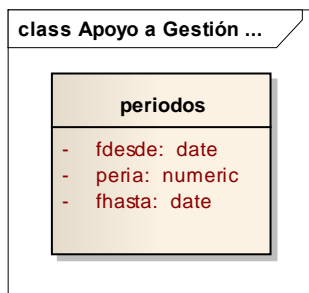 class Apoyo a Gestión ...
periodos
- fdesde: date
- peria: numeric
- fhasta: date